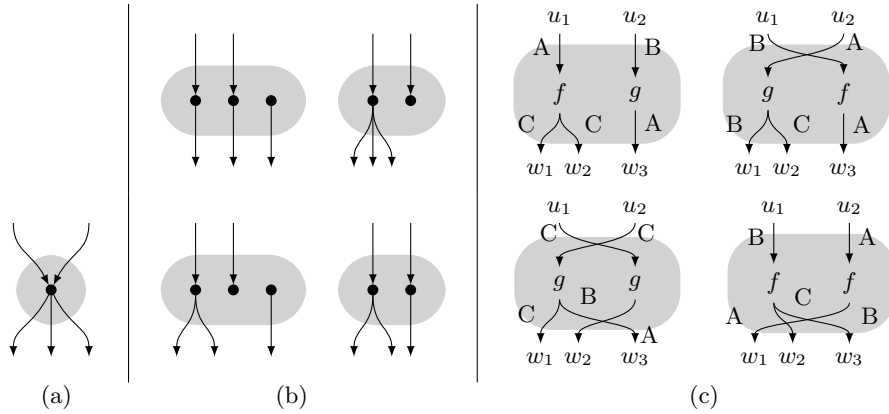 u₁ u₂ u₁ u₂
A B B A
f g g f
C C A B C A
w₁ w₂ w₃ w₁ w₂ w₃
u₁ u₂ u₁ u₂
C C B A
g g f f
C B A A C B
w₁ w₂ w₃ w₁ w₂ w₃
(a) (b) (c)